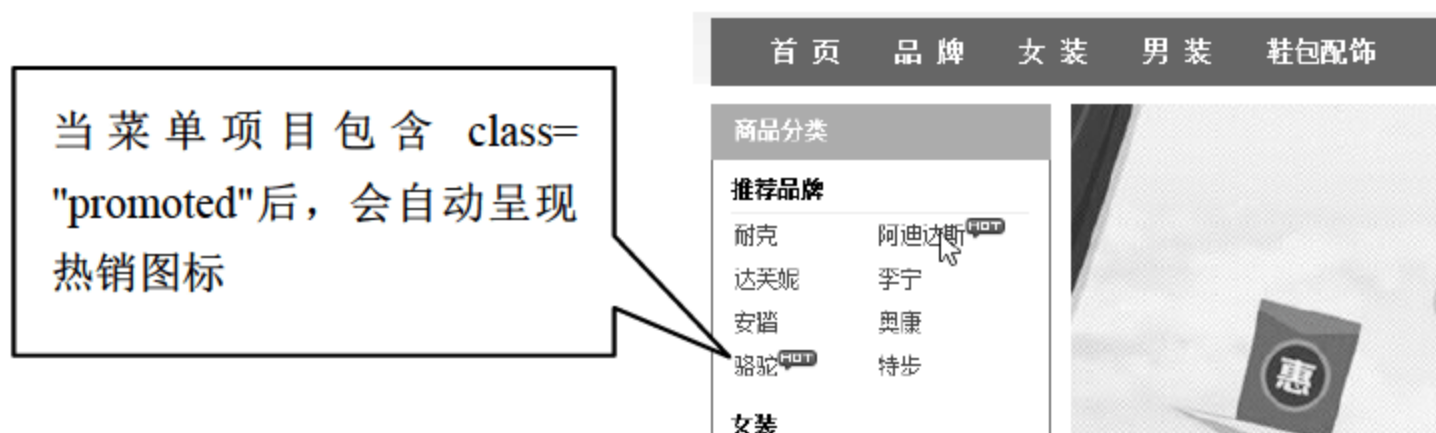 首页 品牌 女装 男装 鞋包配饰
当菜单项目包含 class=
"promoted"后，会自动呈现
热销图标
商品分类
推荐品牌
耐克 阿迪达斯 HOT
达芙妮 李宁
安踏 奥康
骆驼 HOT 特步
女装
惠